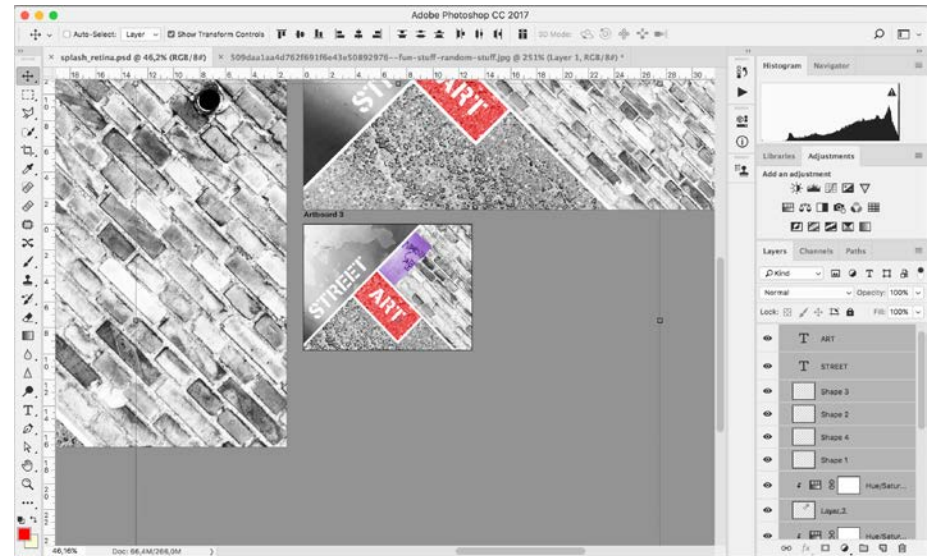 Adobe Photoshop CC 2017
Auto-Select: Layer Show Transform Controls 3D Mode:
× splash_retina.psd @ 46,2% (RGB/8#) × 509daa1aa4d762f691f6e43e50892976--fun-stuff-random-stuff.jpg @ 251% (Layer 1, RGB/8#) *
Histogram Navigator
Libraries Adjustments
Add an adjustment
ART
Artboard 3
STREET
ART
Layers Channels Paths
Kind
Normal Opacity: 100%
Lock: Fill: 100%
T ART
T STREET
Shape 3
Shape 2
Shape 4
Shape 1
Hue/Satur...
Layer 2
Hue/Satur...
46,16% Doc: 66,4M/266,0M